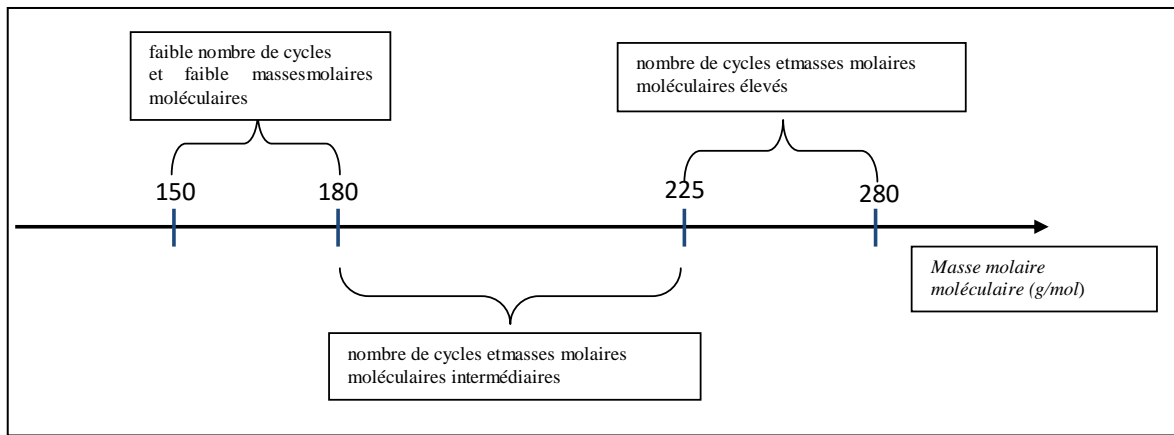 faible nombre de cycles
et faible massesmolaires
moléculaires
nombre de cycles etmasses molaires
moléculaires élevés
150
180
225
280
Masse molaire
moléculaire (g/mol)
nombre de cycles etmasses molaires
moléculaires intermédiaires